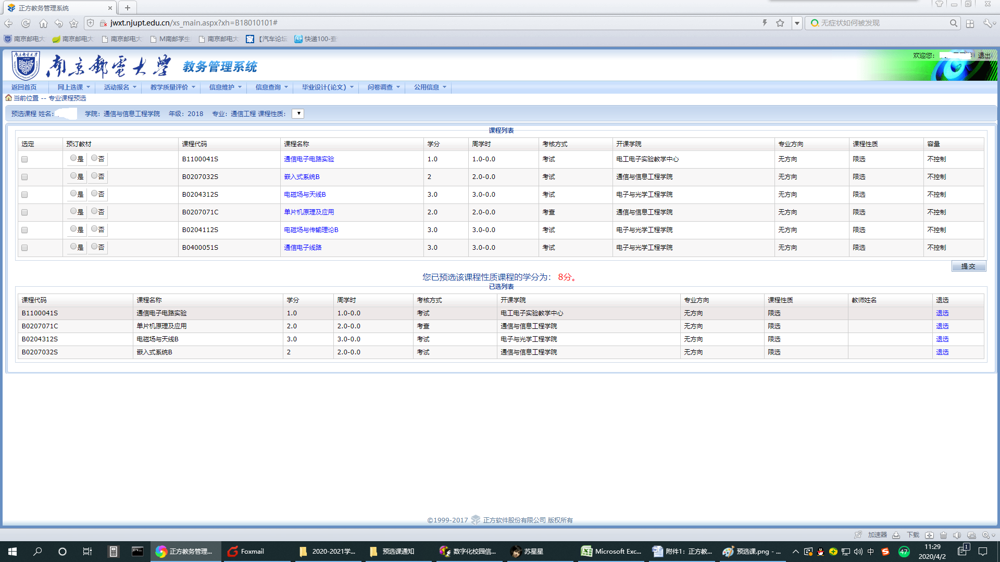 正方教务管理系统
jwxt.njupt.edu.cn/xs_main.aspx?xh=B18010101#
无症状如何被发现
南京邮电大 南京邮电大 南京邮电大 M南邮学生 南京邮电大 【汽车论坛 快递100-查
南京邮电大学 教务管理系统
欢迎您： 退出
返回首页 网上选课 活动报名 教学质量评价 信息维护 信息查询 毕业设计(论文) 问卷调查 公用信息
当前位置 -- 专业课程预选
预选课程 姓名: 学院：通信与信息工程学院 年级：2018 专业：通信工程 课程性质：
课程列表
选定 预订教材 课程代码 课程名称 学分 周学时 考核方式 开课学院 专业方向 课程性质 容量
是 否 B1100041S 通信电子电路实验 1.0 1.0-0.0 考试 电工电子实验教学中心 无方向 限选 不控制
是 否 B0207032S 嵌入式系统B 2 2.0-0.0 考试 通信与信息工程学院 无方向 限选 不控制
是 否 B0204312S 电磁场与天线B 3.0 3.0-0.0 考试 电子与光学工程学院 无方向 限选 不控制
是 否 B0207071C 单片机原理及应用 2.0 2.0-0.0 考查 通信与信息工程学院 无方向 限选 不控制
是 否 B0204112S 电磁场与传输理论B 3.0 3.0-0.0 考试 电子与光学工程学院 无方向 限选 不控制
是 否 B0400051S 通信电子线路 3.0 3.0-0.0 考试 电子与光学工程学院 无方向 限选 不控制
提 交
您已预选该课程性质课程的学分为： 8分。
已选列表
课程代码 课程名称 学分 周学时 考核方式 开课学院 专业方向 课程性质 教师姓名 退选
B1100041S 通信电子电路实验 1.0 1.0-0.0 考试 电工电子实验教学中心 无方向 限选 退选
B0207071C 单片机原理及应用 2.0 2.0-0.0 考查 通信与信息工程学院 无方向 限选 退选
B0204312S 电磁场与天线B 3.0 3.0-0.0 考试 电子与光学工程学院 无方向 限选 退选
B0207032S 嵌入式系统B 2 2.0-0.0 考试 通信与信息工程学院 无方向 限选 退选
©1999-2017 正方软件股份有限公司 版权所有
加速器 下载
正方教务管理... Foxmail 2020-2021学... 预选课通知 数字化校园信... 苏星星 Microsoft Exc... 附件1：正方教... 预选课.png - ... 中 47 11:29 1
2020/4/2